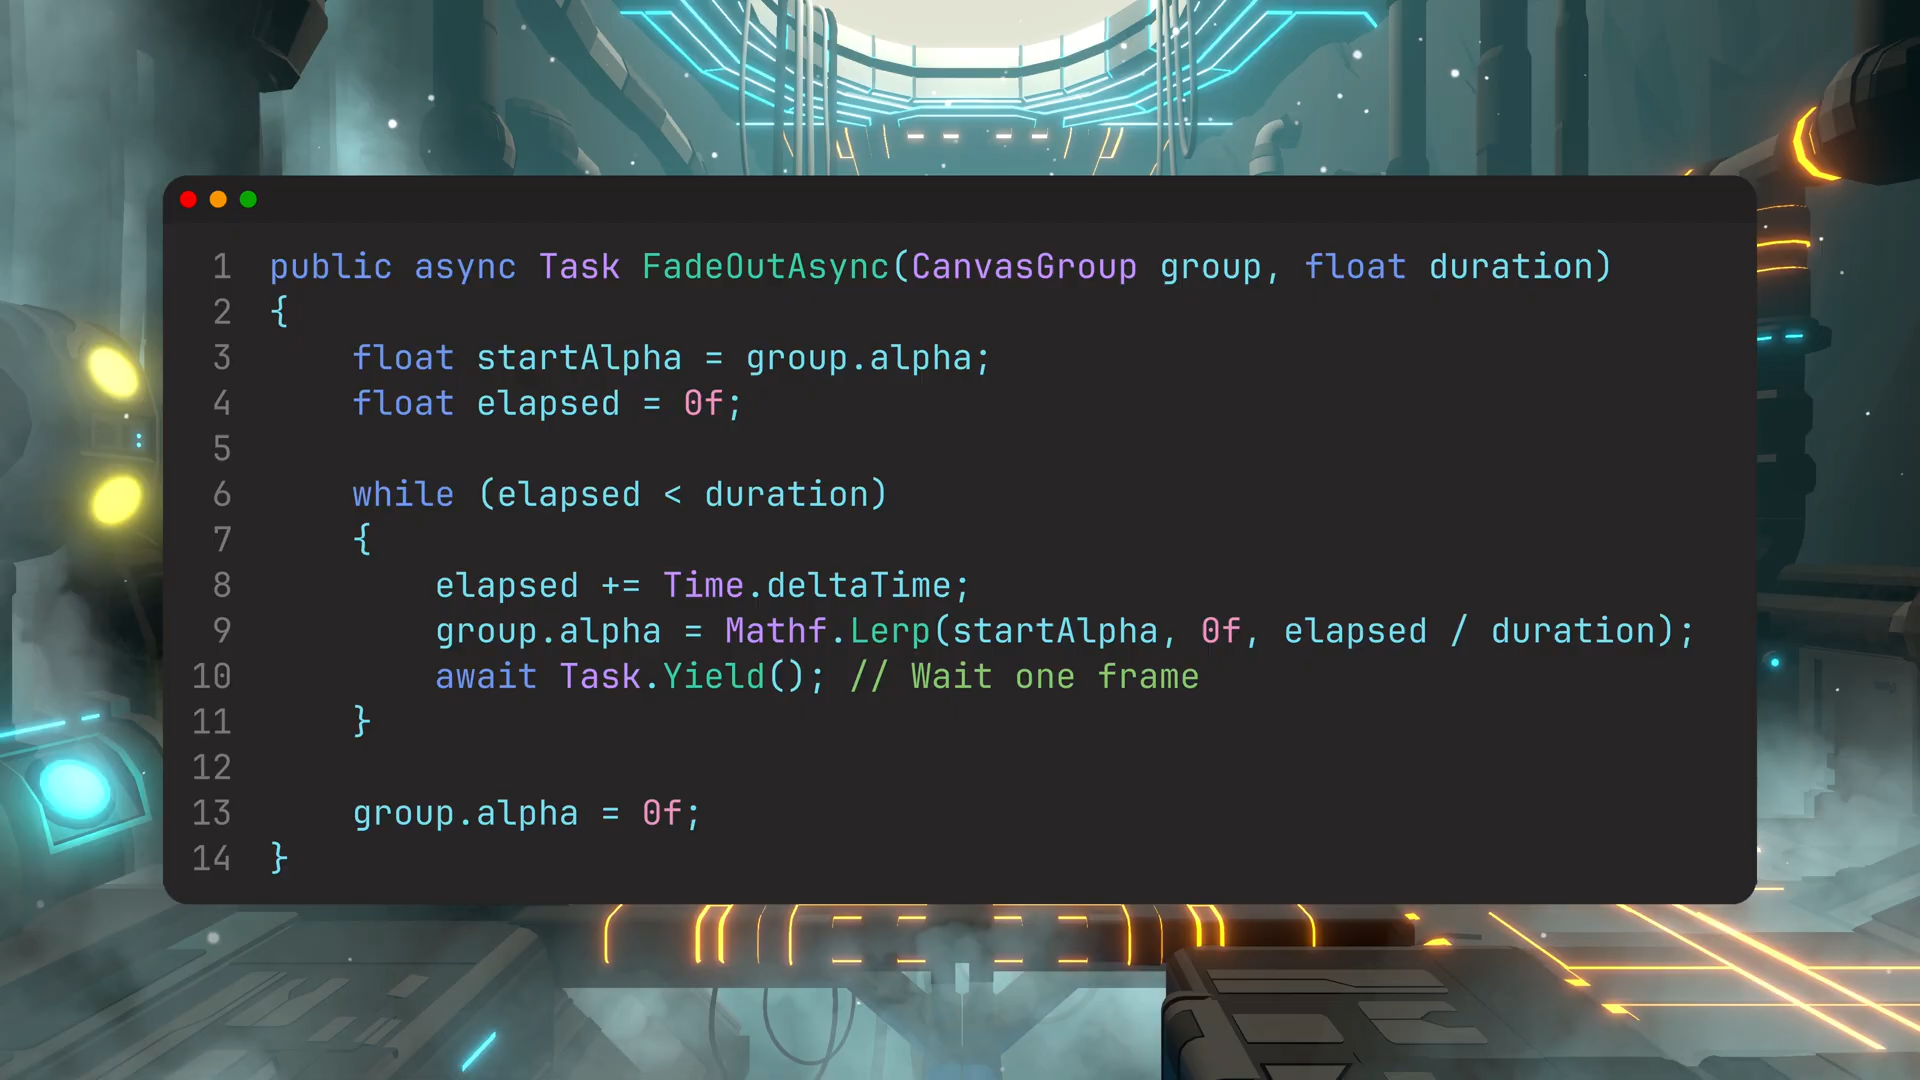 1 public async Task FadeOutAsync(CanvasGroup group, float duration)
2 {
3     float startAlpha = group.alpha;
4     float elapsed = 0f;
5
6     while (elapsed < duration)
7     {
8         elapsed += Time.deltaTime;
9         group.alpha = Mathf.Lerp(startAlpha, 0f, elapsed / duration);
10         await Task.Yield(); // Wait one frame
11     }
12
13     group.alpha = 0f;
14 }